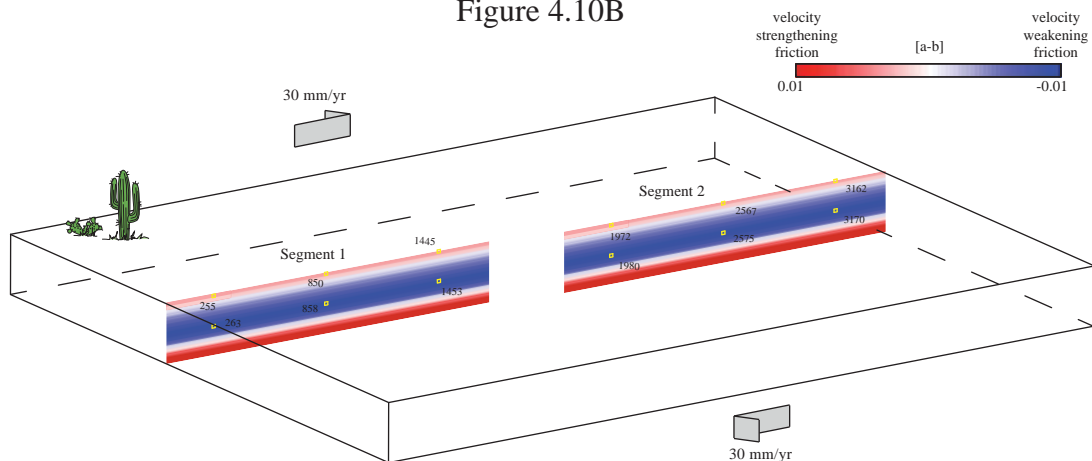 Figure 4.10B
velocity
strengthening
friction
[a-b]
velocity
weakening
friction
0.01
-0.01
30 mm/yr
Segment 2
3162
2567
3170
1972
2575
1980
1445
Segment 1
850
1453
255
858
263
30 mm/yr